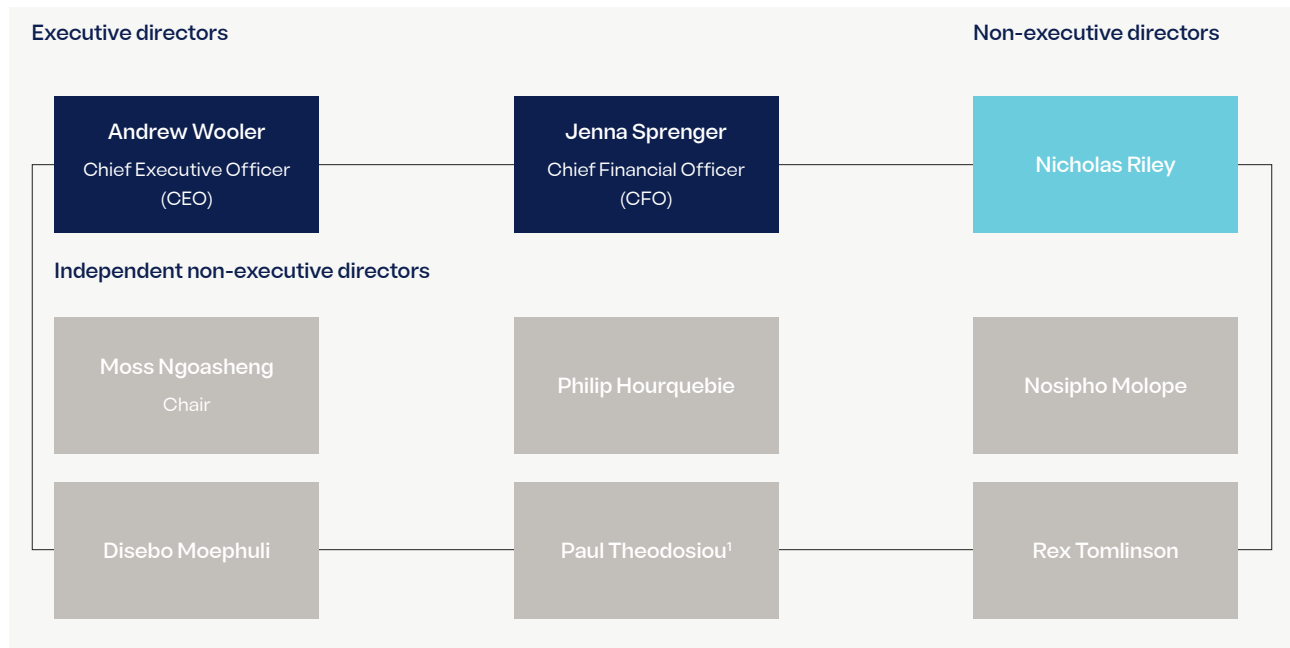 Executive directors
Non-executive directors
Andrew Wooler
Chief Executive Officer
(CEO)
Jenna Sprenger
Chief Financial Officer
(CFO)
Nicholas Riley
Independent non-executive directors
Moss Ngoasheng
Chair
Philip Hourquebie
Nosipho Molope
Disebo Moephuli
Paul Theodosiou¹
Rex Tomlinson